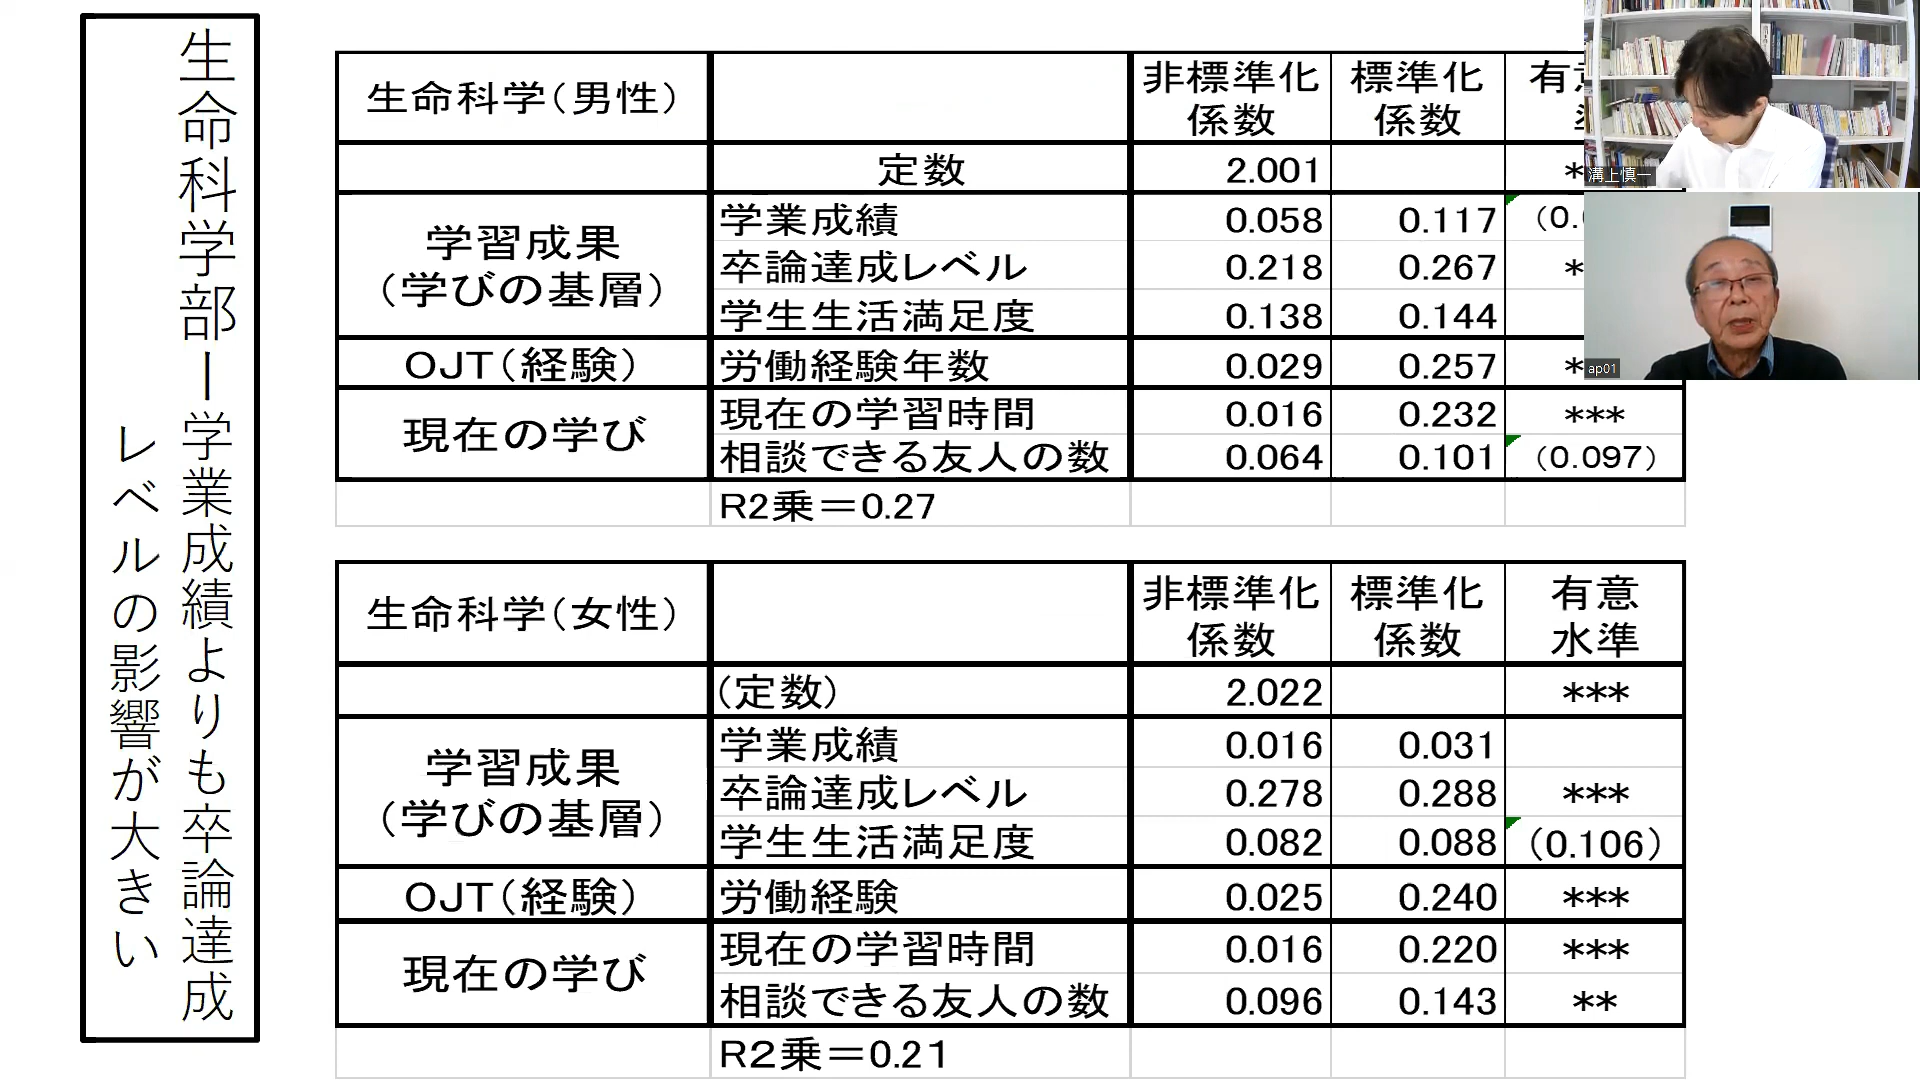 生命科学部ー学業成績よりも卒論達成
レベルの影響が大きい
生命科学（男性） 非標準化係数 標準化係数 有
定数 2.001
学習成果（学びの基層） 学業成績 0.058 0.117
卒論達成レベル 0.218 0.267
学生生活満足度 0.138 0.144
OJT（経験） 労働経験年数 0.029 0.257
現在の学び 現在の学習時間 0.016 0.232 ***
相談できる友人の数 0.064 0.101 （0.097）
R2乗＝0.27
生命科学（女性） 非標準化係数 標準化係数 有意水準
（定数） 2.022 ***
学習成果（学びの基層） 学業成績 0.016 0.031
卒論達成レベル 0.278 0.288 ***
学生生活満足度 0.082 0.088 （0.106）
OJT（経験） 労働経験 0.025 0.240 ***
現在の学び 現在の学習時間 0.016 0.220 ***
相談できる友人の数 0.096 0.143 **
R2乗＝0.21
溝上慎一
ap01